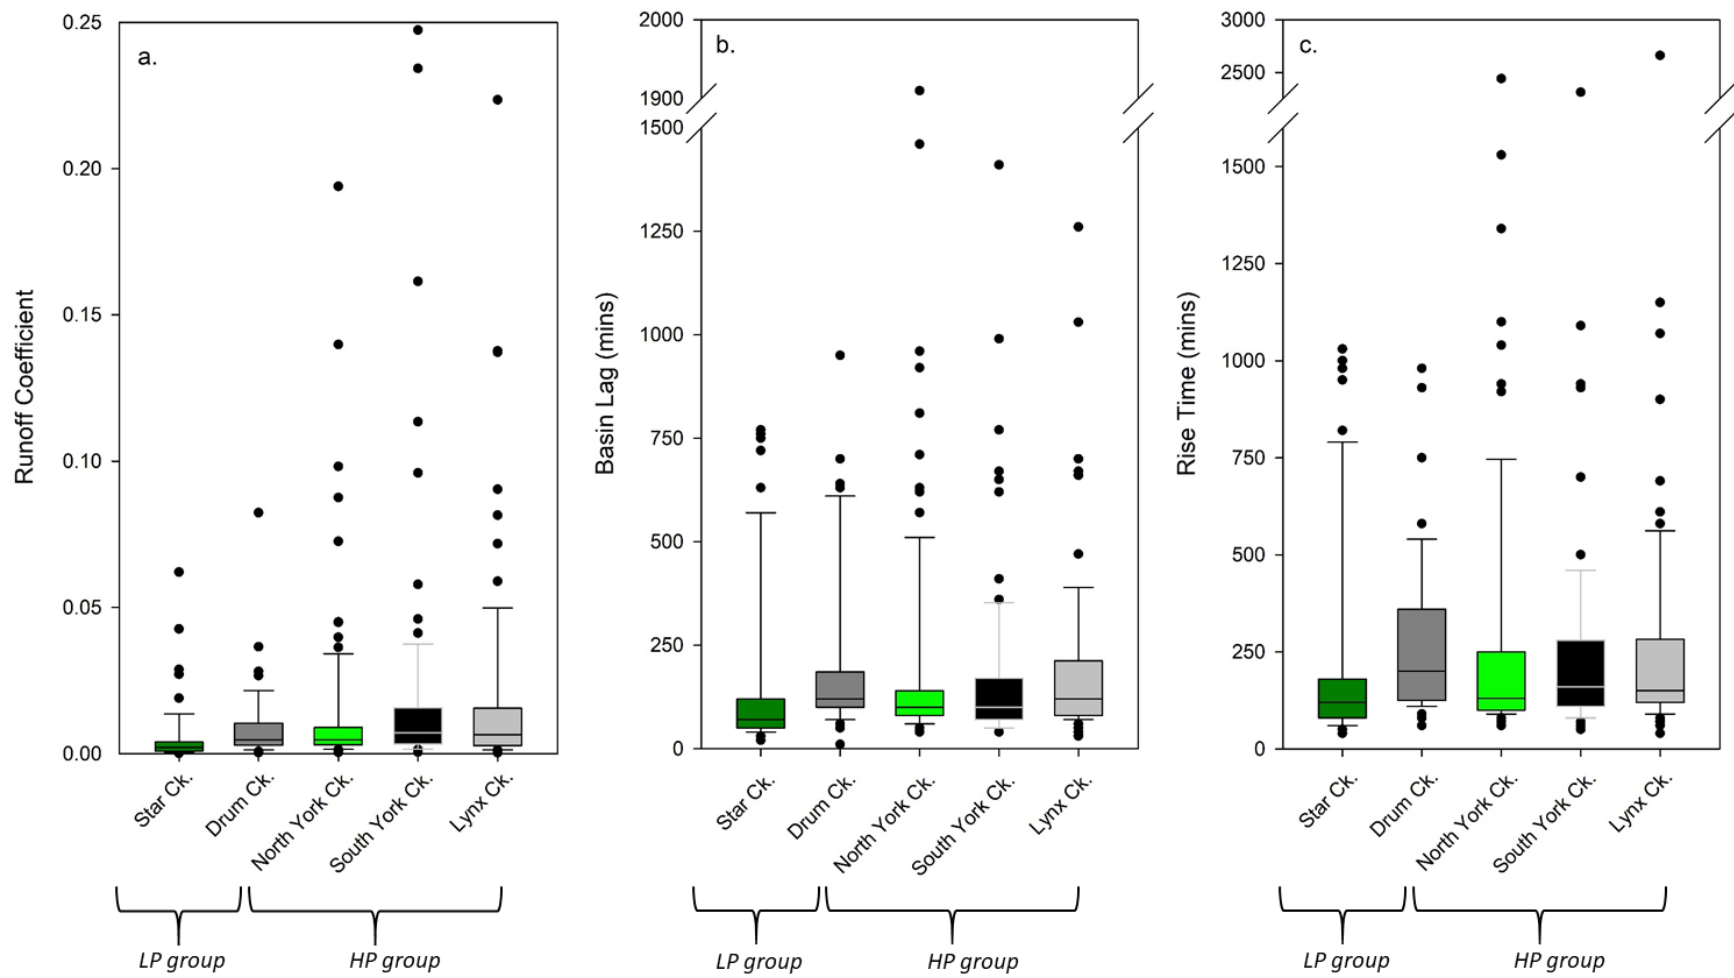 a.
Runoff Coefficient
0.25
0.20
0.15
0.10
0.05
0.00
Star Ck.
Drum Ck.
North York Ck.
South York Ck.
Lynx Ck.
LP group
HP group
b.
Basin Lag (mins)
2000
1900
1500
1250
1000
750
500
250
0
Star Ck.
Drum Ck.
North York Ck.
South York Ck.
Lynx Ck.
LP group
HP group
c.
Rise Time (mins)
3000
2500
1500
1250
1000
750
500
250
0
Star Ck.
Drum Ck.
North York Ck.
South York Ck.
Lynx Ck.
LP group
HP group